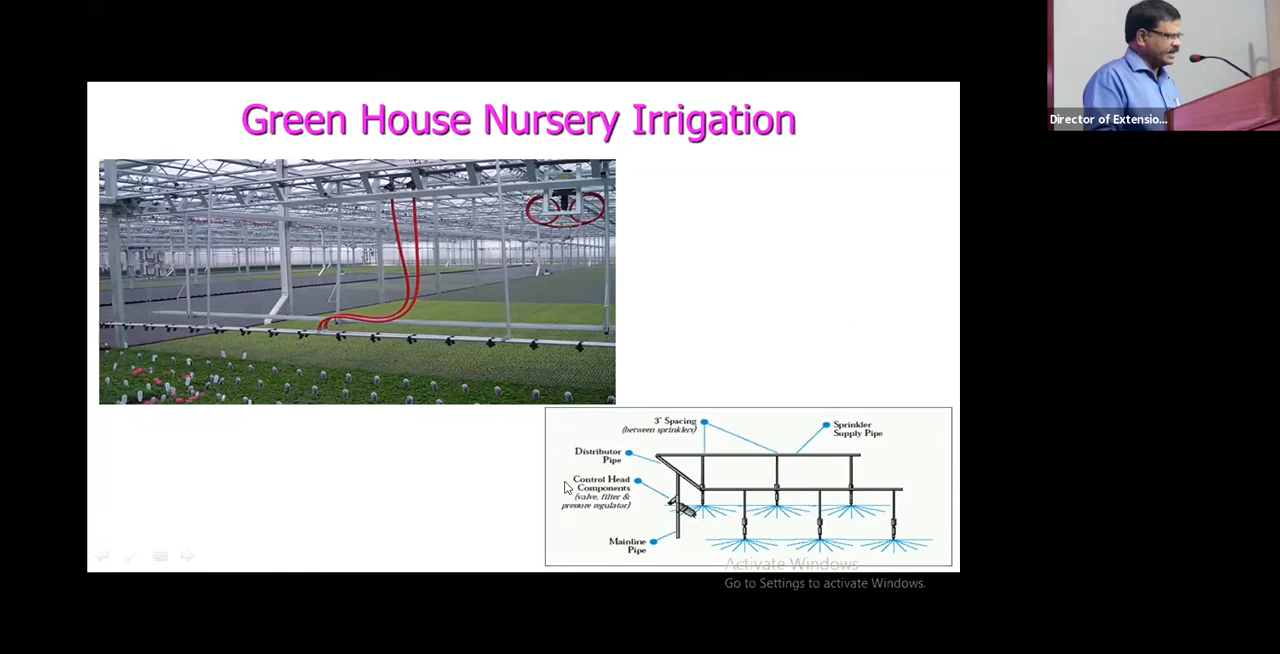 Green House Nursery Irrigation
Director of Extensio...
3' Spacing
(between sprinklers)
Sprinkler
Supply Pipe
Distributor
Pipe
Control Head
Components
(valve, filter &
pressure regulator)
Mainline
Pipe
Activate Windows
Go to Settings to activate Windows.